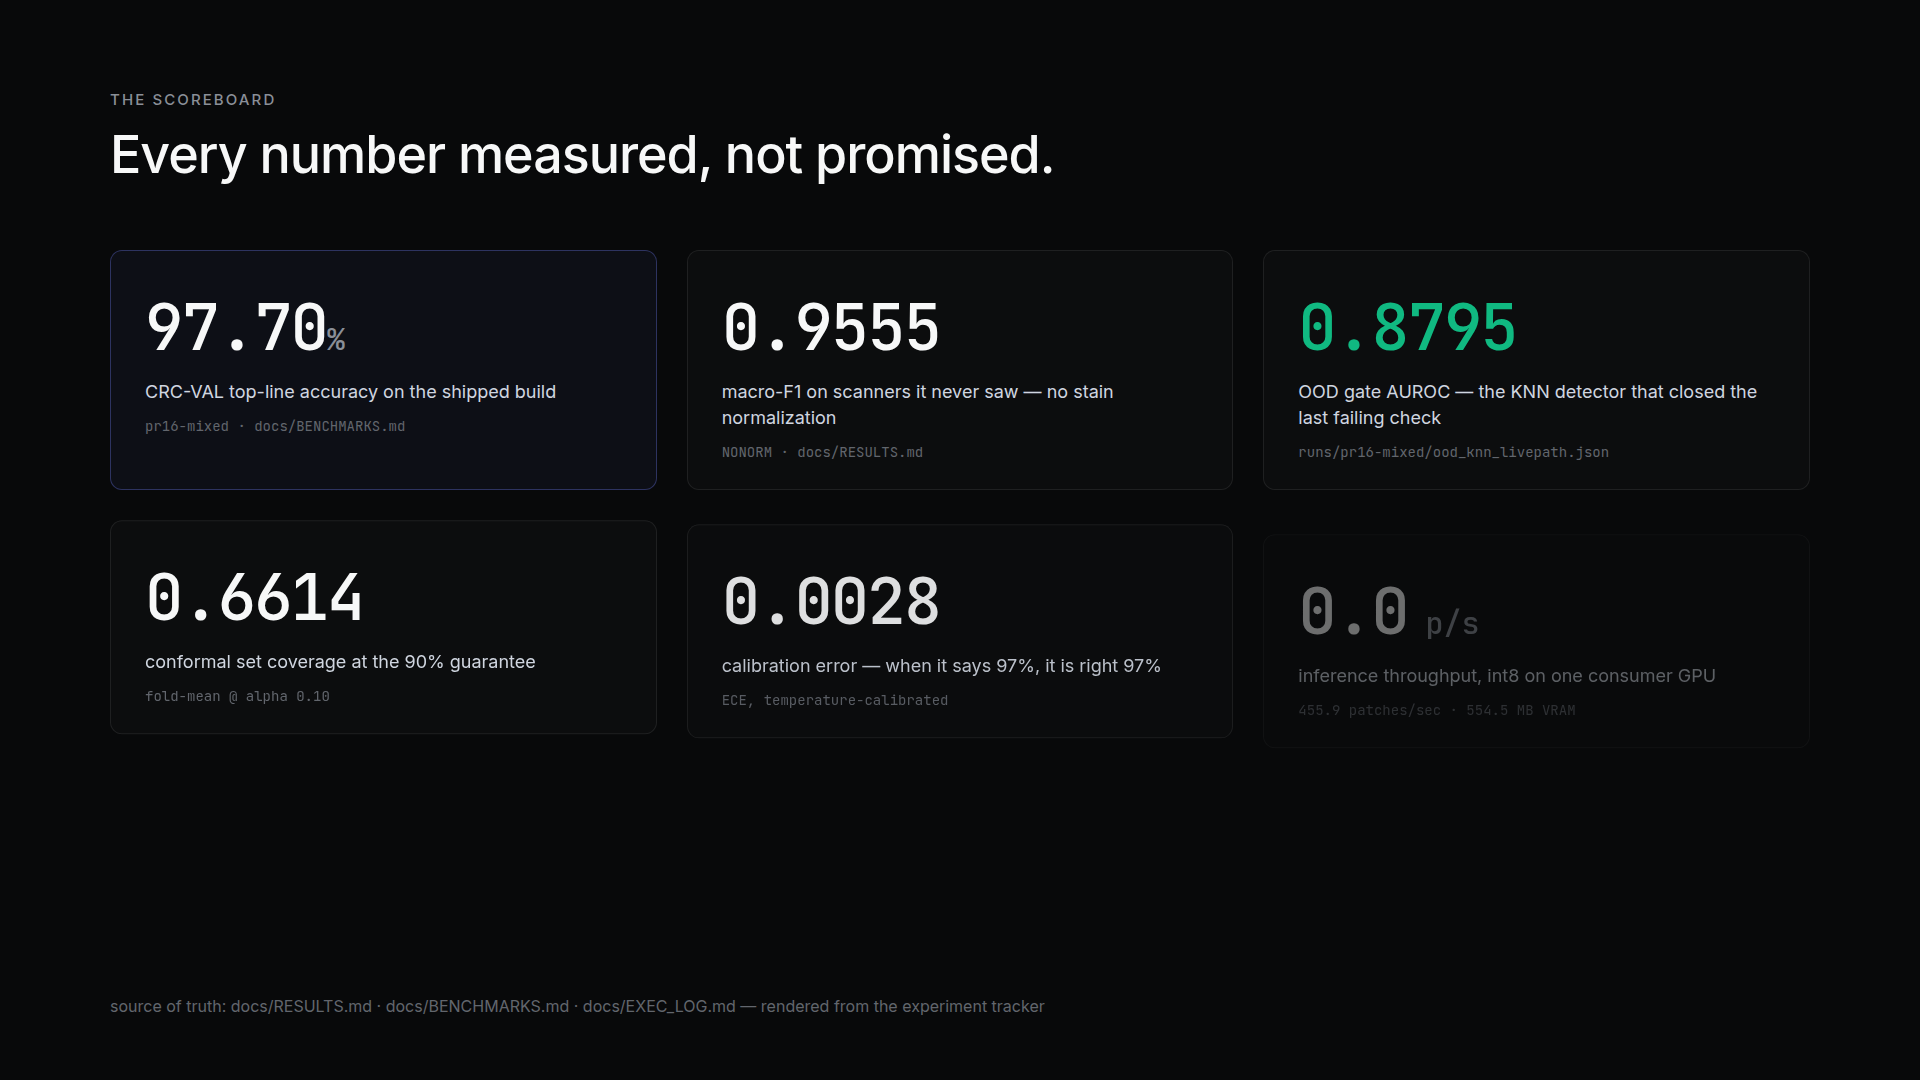 THE SCOREBOARD
Every number measured, not promised.
97.70%
CRC-VAL top-line accuracy on the shipped build
pr16-mixed · docs/BENCHMARKS.md
0.9555
macro-F1 on scanners it never saw — no stain
normalization
NONORM · docs/RESULTS.md
0.8795
OOD gate AUROC — the KNN detector that closed the
last failing check
runs/pr16-mixed/ood_knn_livepath.json
0.6614
conformal set coverage at the 90% guarantee
fold-mean @ alpha 0.10
0.0028
calibration error — when it says 97%, it is right 97%
ECE, temperature-calibrated
0.0 p/s
inference throughput, int8 on one consumer GPU
455.9 patches/sec · 554.5 MB VRAM
source of truth: docs/RESULTS.md · docs/BENCHMARKS.md · docs/EXEC_LOG.md — rendered from the experiment tracker